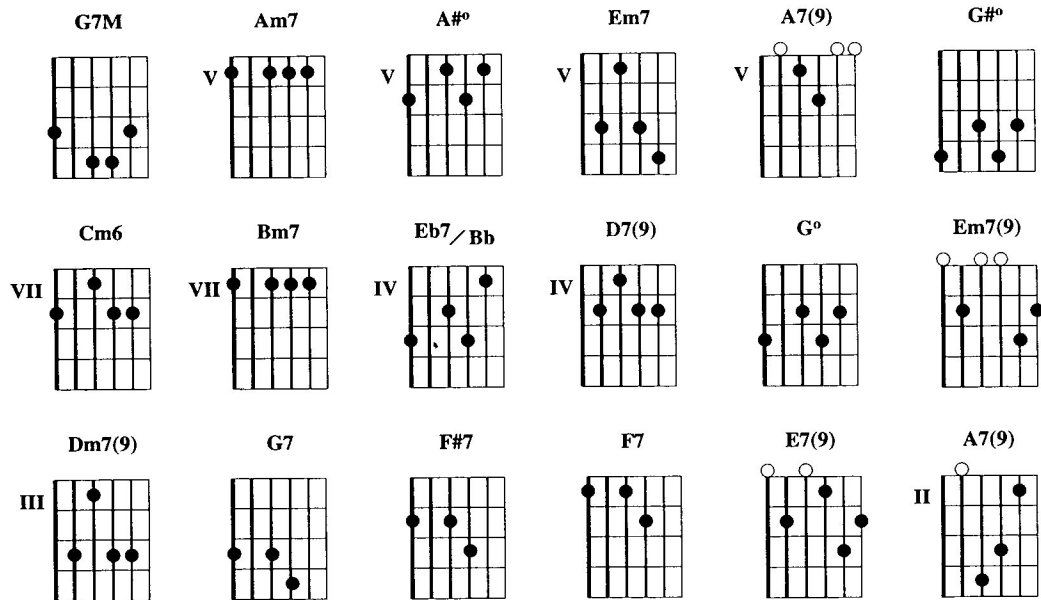 G7M Am7 A#º Em7 A7(9) G#º
V V V V
Cm6 Bm7 Eb7/Bb D7(9) Gº Em7(9)
VII VII IV IV
Dm7(9) G7 F#7 F7 E7(9) A7(9)
III II